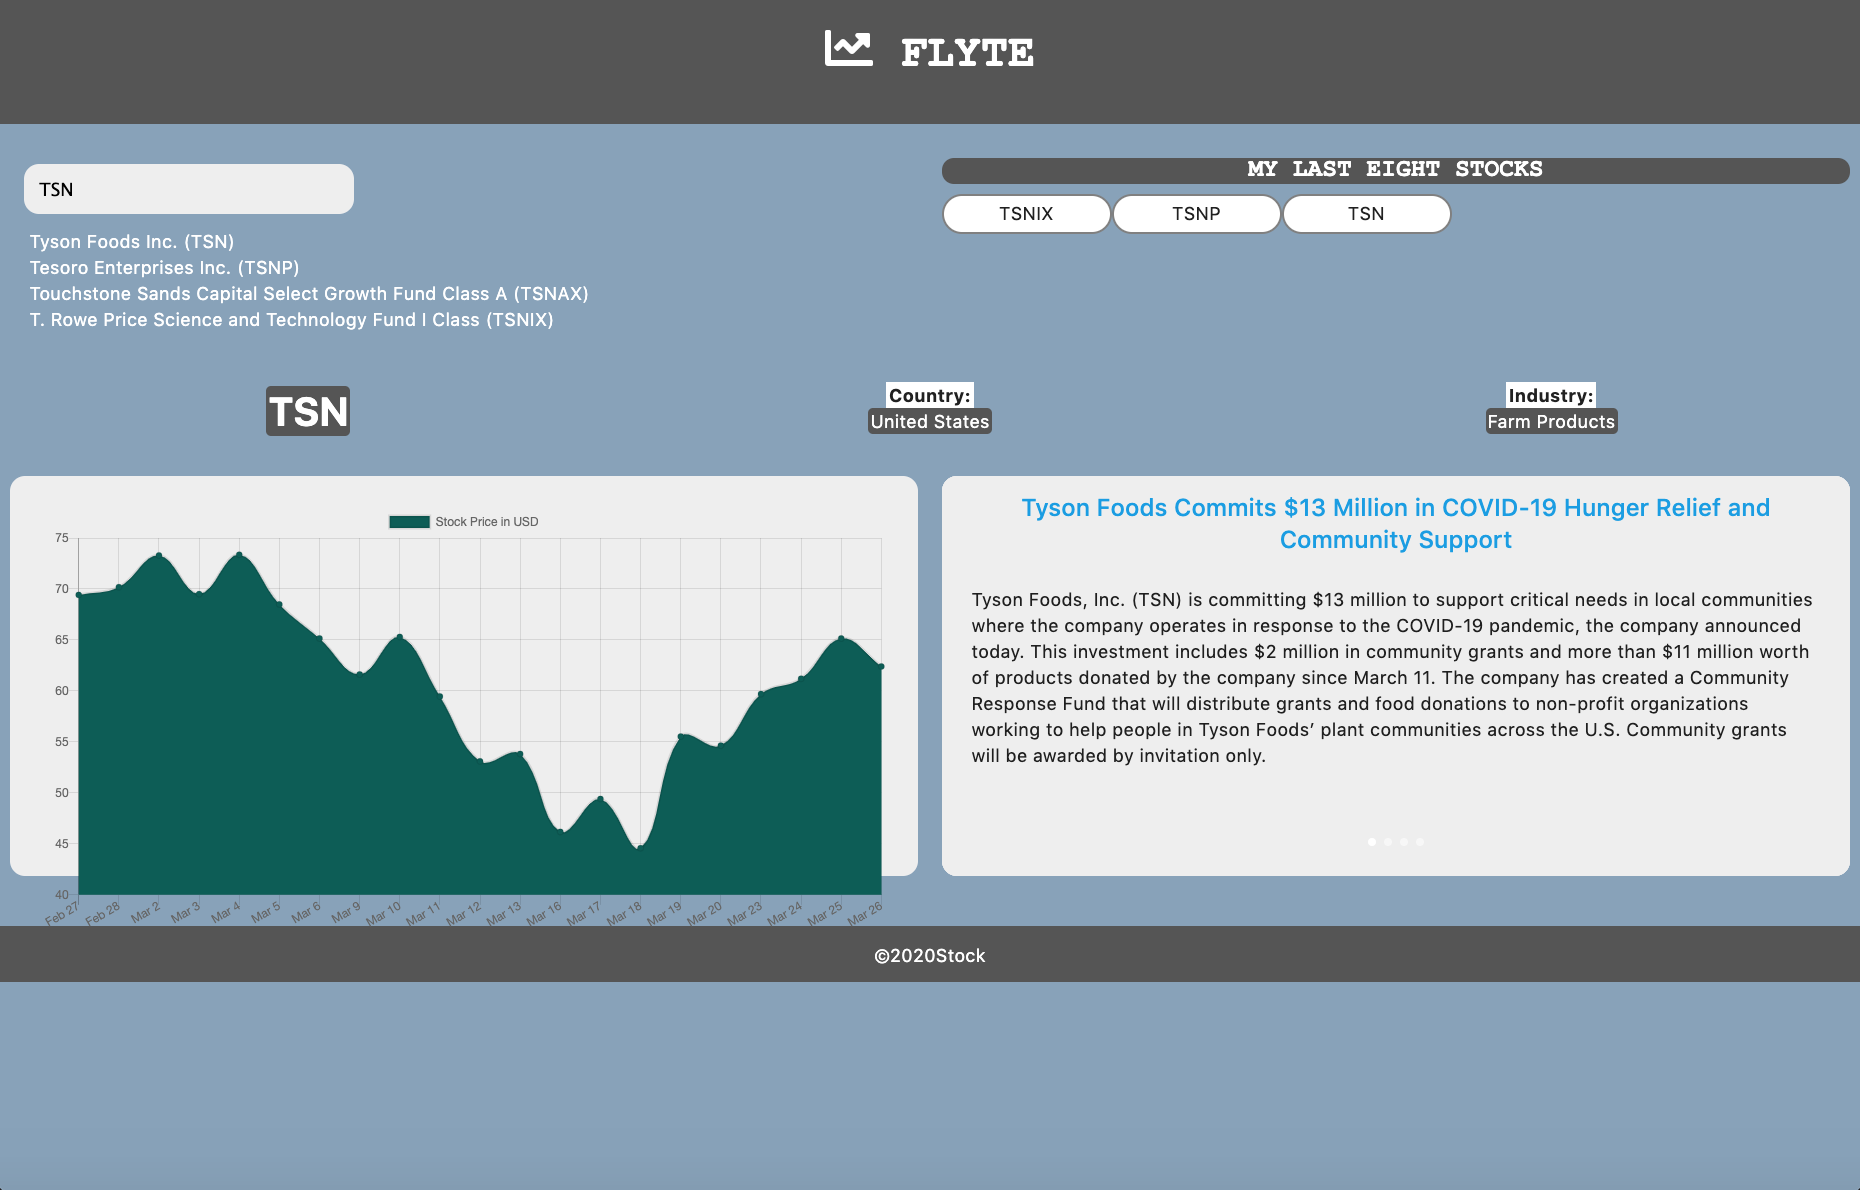 FLYTE
TSN
Tyson Foods Inc. (TSN)
Tesoro Enterprises Inc. (TSNP)
Touchstone Sands Capital Select Growth Fund Class A (TSNAX)
T. Rowe Price Science and Technology Fund I Class (TSNIX)
MY LAST EIGHT STOCKS
TSNIX TSNP TSN
TSN
Country:
United States
Industry:
Farm Products
Stock Price in USD
75
70
65
60
55
50
45
40
Feb 27 Feb 28 Mar 2 Mar 3 Mar 4 Mar 5 Mar 6 Mar 9 Mar 10 Mar 11 Mar 12 Mar 13 Mar 16 Mar 17 Mar 18 Mar 19 Mar 20 Mar 23 Mar 24 Mar 25 Mar 26
Tyson Foods Commits $13 Million in COVID-19 Hunger Relief and
Community Support
Tyson Foods, Inc. (TSN) is committing $13 million to support critical needs in local communities
where the company operates in response to the COVID-19 pandemic, the company announced
today. This investment includes $2 million in community grants and more than $11 million worth
of products donated by the company since March 11. The company has created a Community
Response Fund that will distribute grants and food donations to non-profit organizations
working to help people in Tyson Foods’ plant communities across the U.S. Community grants
will be awarded by invitation only.
©2020Stock